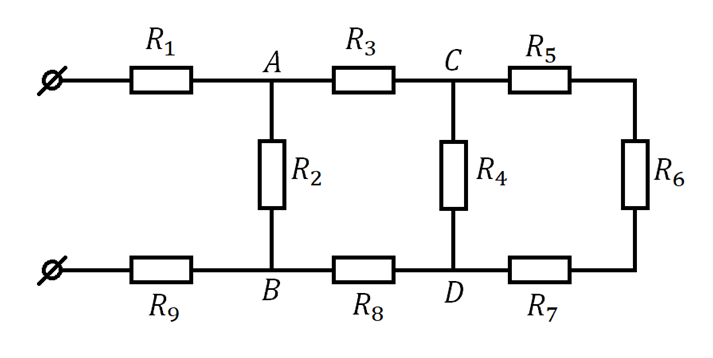 R₁ A R₃ C R₅
R₂ R₄ R₆
R₉ B R₈ D R₇